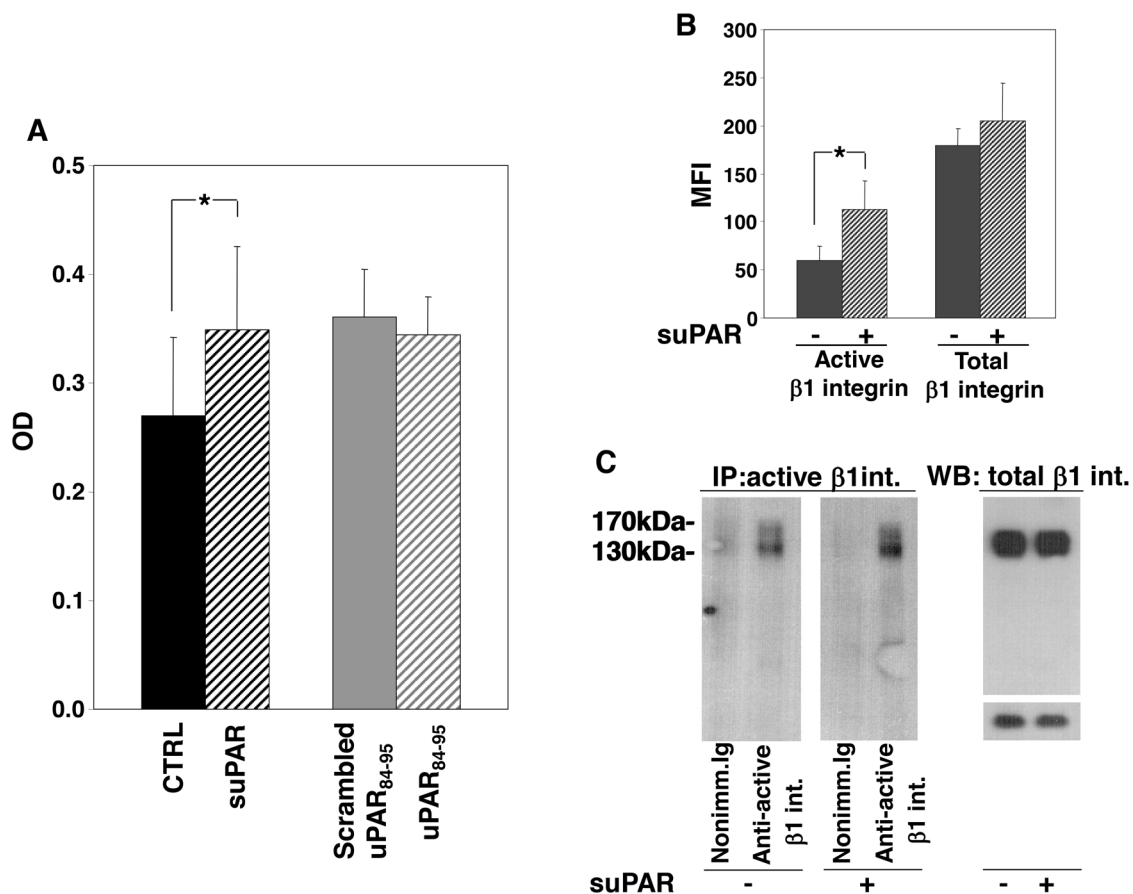 A
0.5
0.4
0.3
0.2
0.1
0.0
OD
*
CTRL
suPAR
Scrambled
uPAR84-95
uPAR84-95
B
300
250
200
150
100
50
0
MFI
*
suPAR - + - +
Active
β1 integrin
Total
β1 integrin
C
IP:active β1int.
WB: total β1 int.
170kDa-
130kDa-
Nonimm.Ig
Anti-active
β1 int.
Nonimm.Ig
Anti-active
β1 int.
suPAR - + - +